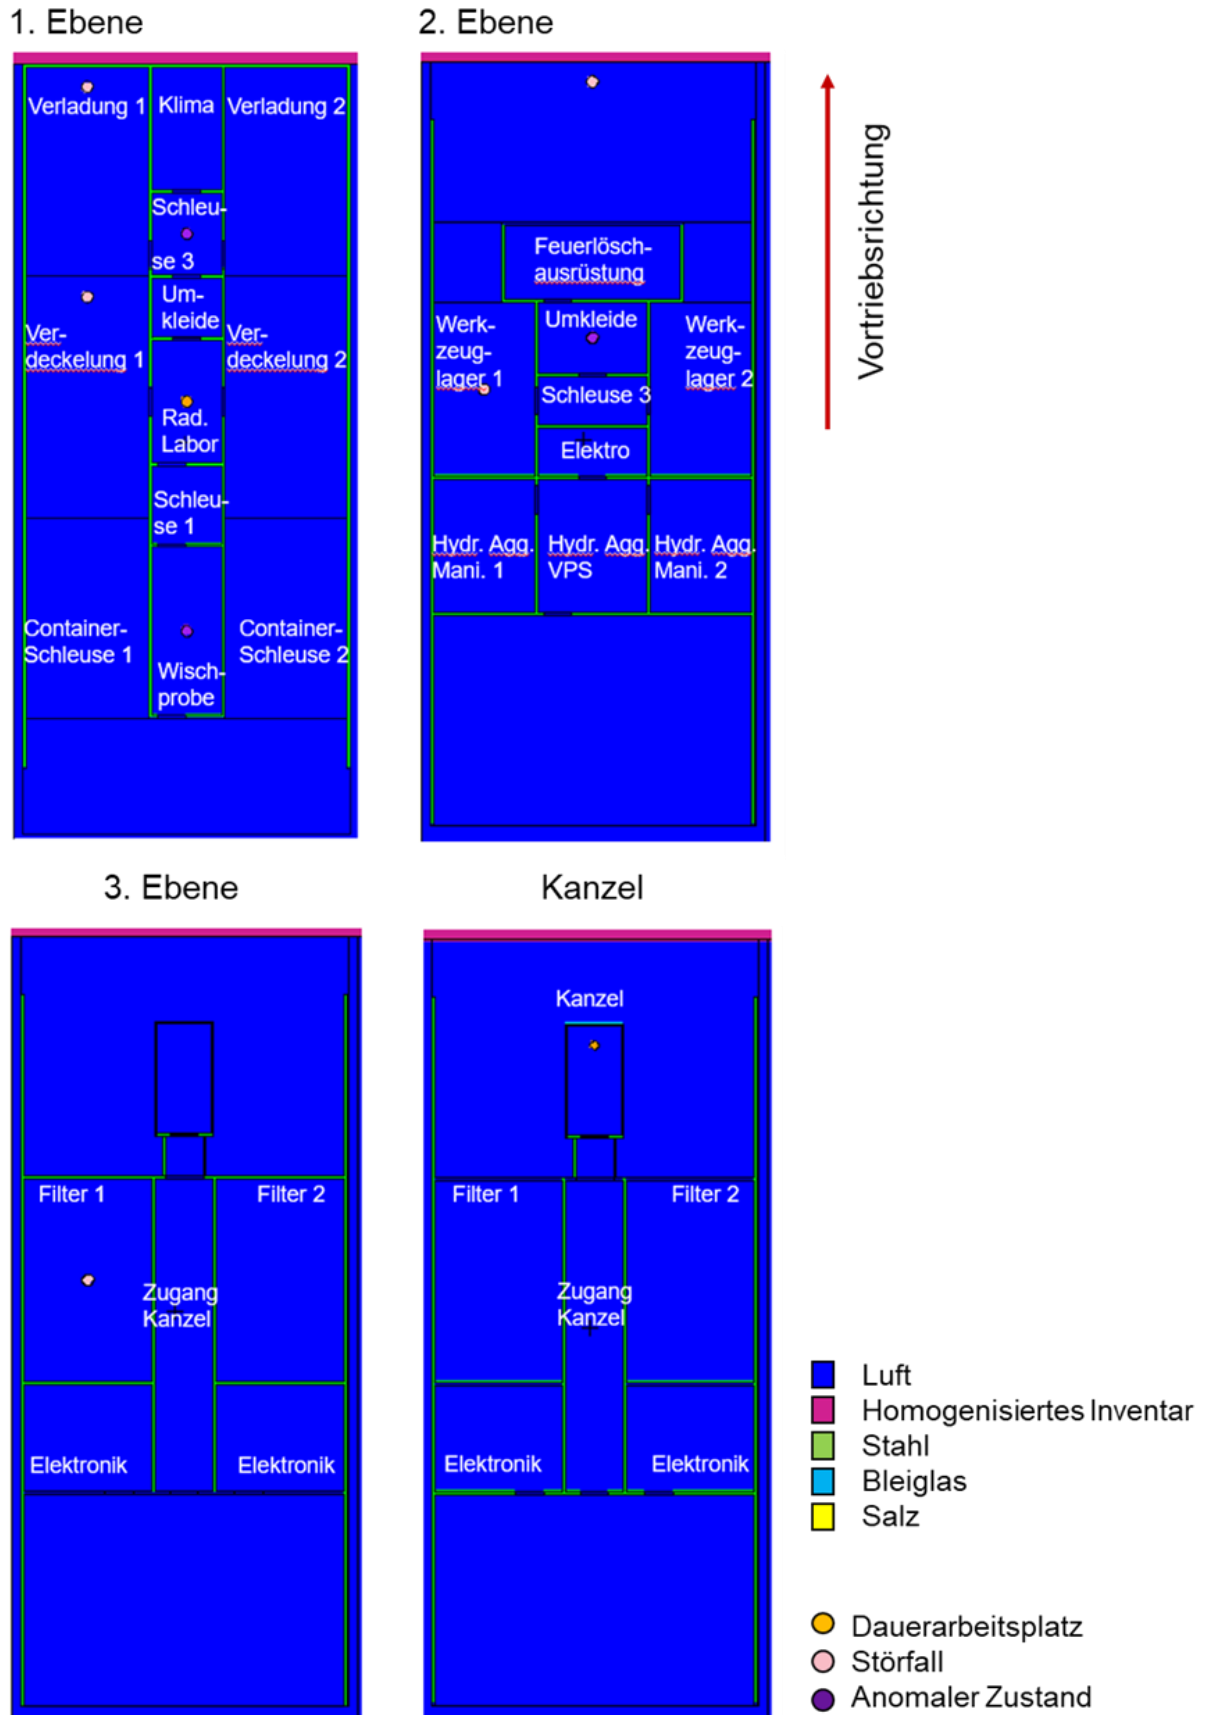 1. Ebene
2. Ebene
Verladung 1
Klima
Verladung 2
Schleu-
se 3
Um-
kleide
Ver-
deckelung 1
Ver-
deckelung 2
Rad.
Labor
Schleu-
se 1
Container-
Schleuse 1
Container-
Schleuse 2
Wisch-
probe
Feuerlösch-
ausrüstung
Werk-
zeug-
lager 1
Umkleide
Werk-
zeug-
lager 2
Schleuse 3
Elektro
Hydr. Agg.
Mani. 1
Hydr. Agg.
VPS
Hydr. Agg.
Mani. 2
Vortriebsrichtung
3. Ebene
Kanzel
Filter 1
Filter 2
Zugang
Kanzel
Elektronik
Elektronik
Kanzel
Filter 1
Filter 2
Zugang
Kanzel
Elektronik
Elektronik
Luft
Homogenisiertes Inventar
Stahl
Bleiglas
Salz
Dauerarbeitsplatz
Störfall
Anomaler Zustand